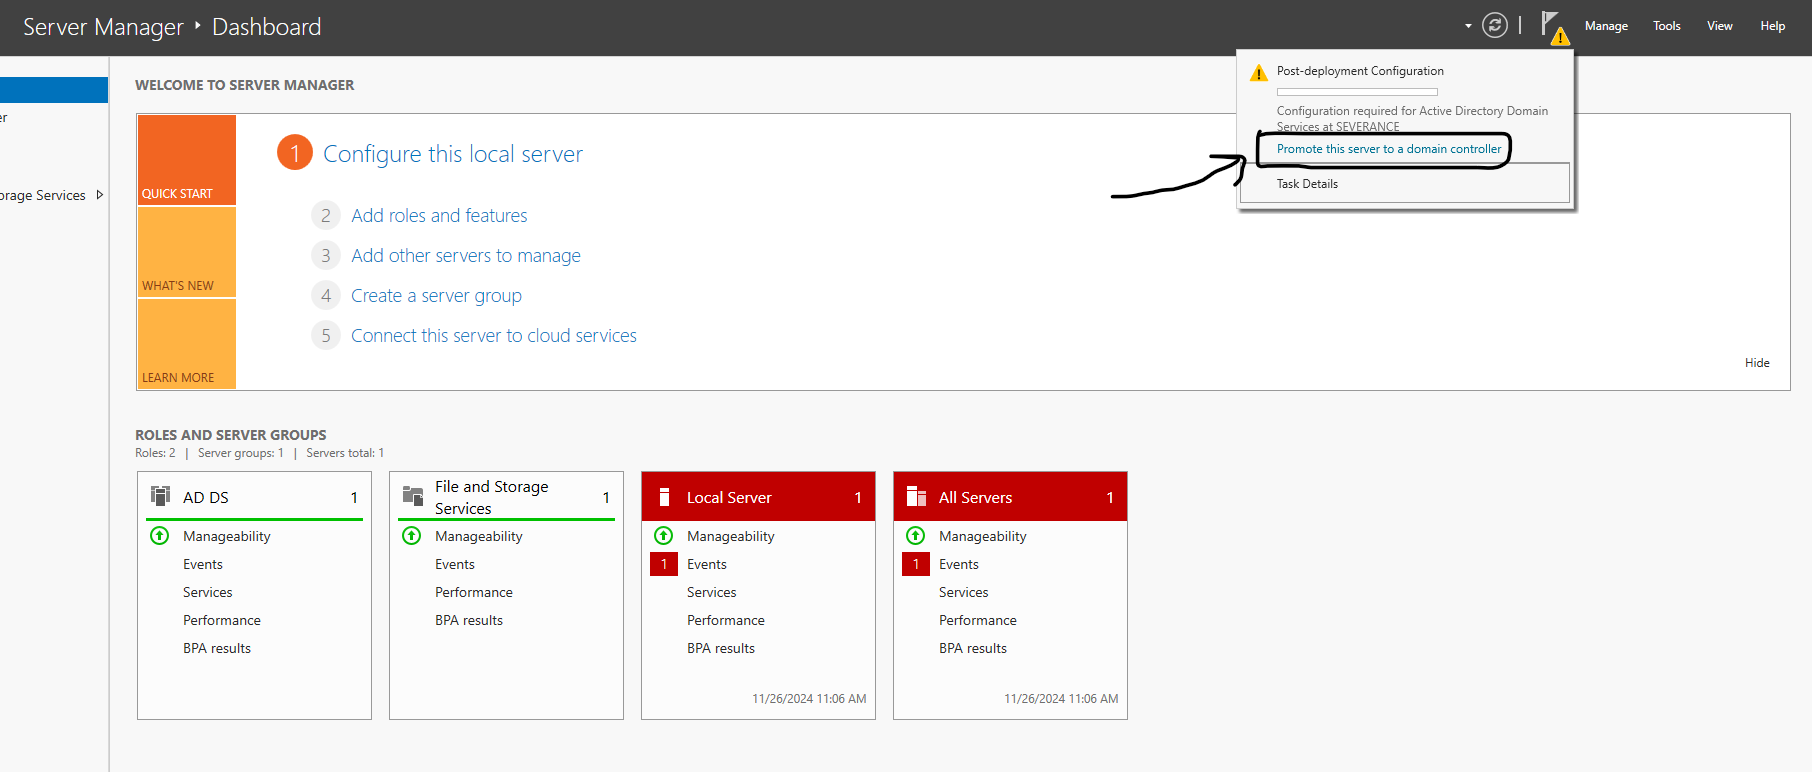 Server Manager ‣ Dashboard
Manage Tools View Help
Post-deployment Configuration
Configuration required for Active Directory Domain
Services at SEVERANCE
Promote this server to a domain controller
Task Details
er
orage Services
WELCOME TO SERVER MANAGER
QUICK START
WHAT'S NEW
LEARN MORE
1 Configure this local server
2 Add roles and features
3 Add other servers to manage
4 Create a server group
5 Connect this server to cloud services
Hide
ROLES AND SERVER GROUPS
Roles: 2 | Server groups: 1 | Servers total: 1
AD DS 1
Manageability
Events
Services
Performance
BPA results
File and Storage
Services 1
Manageability
Events
Performance
BPA results
Local Server 1
Manageability
1 Events
Services
Performance
BPA results
11/26/2024 11:06 AM
All Servers 1
Manageability
1 Events
Services
Performance
BPA results
11/26/2024 11:06 AM